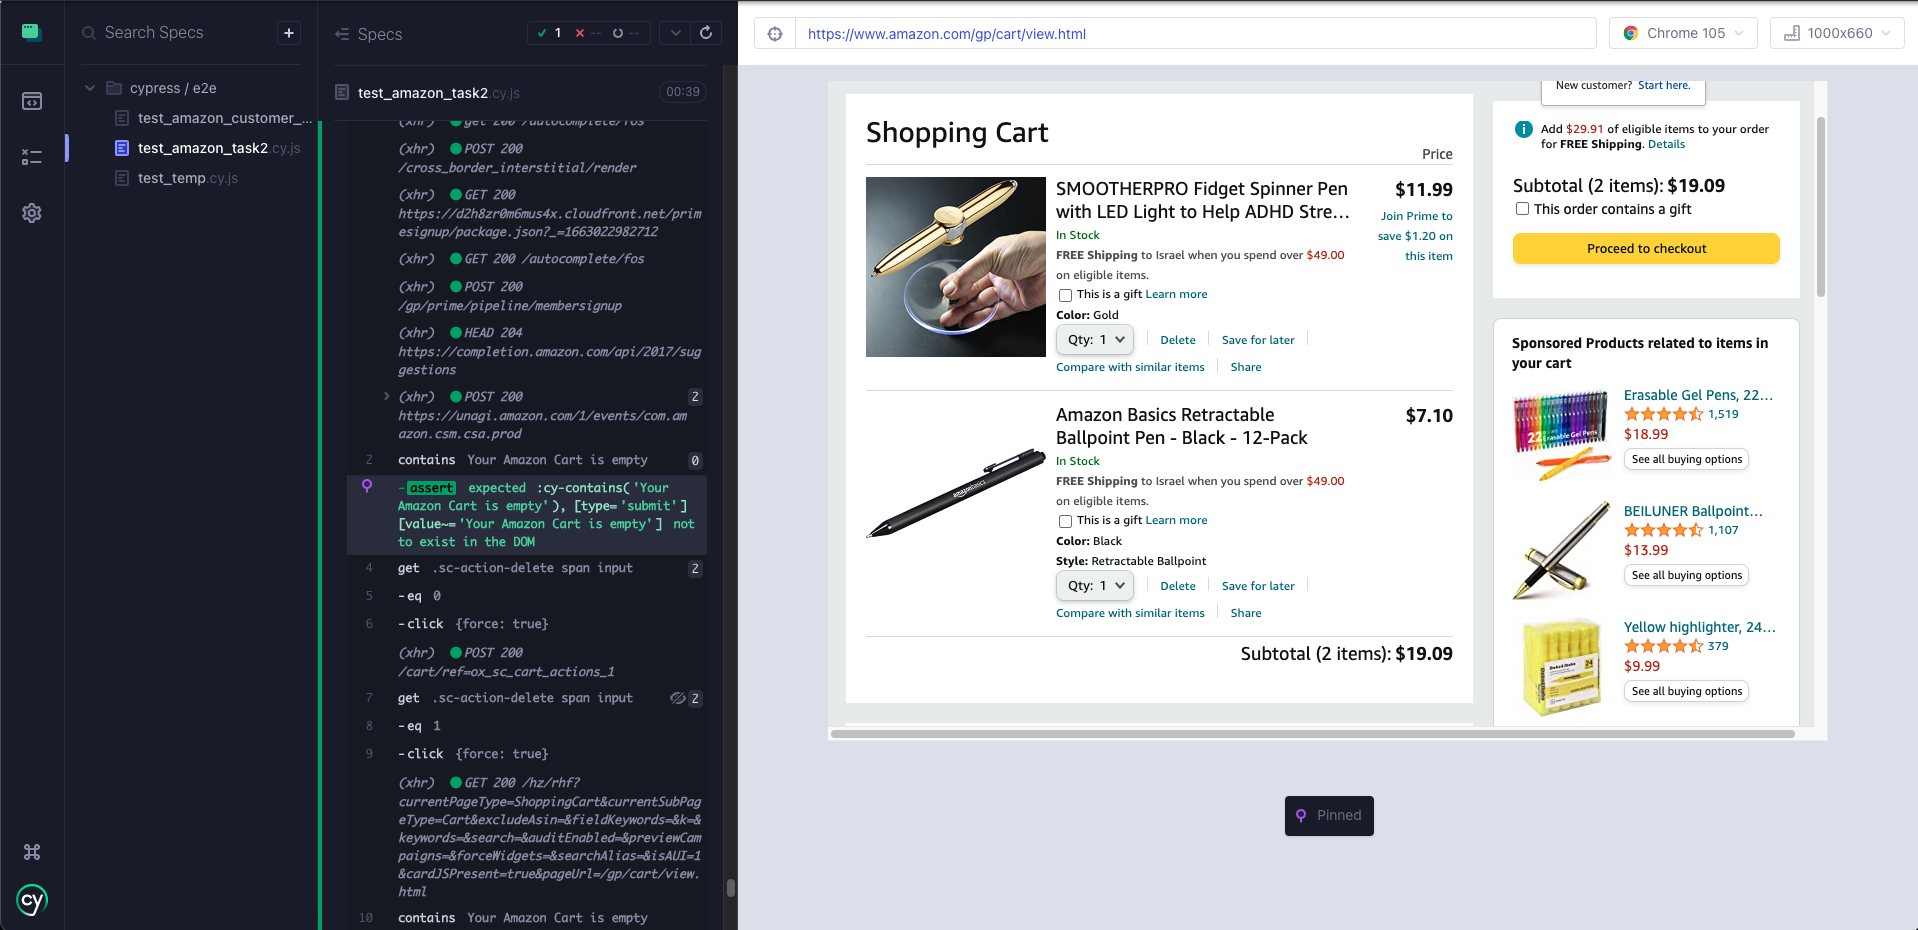 Search Specs
+
cypress / e2e
test_amazon_customer_...
test_amazon_task2.cy.js
test_temp.cy.js
cy
Specs
1 -- --
test_amazon_task2.cy.js 00:39
(xhr) get 200 /autocomplete/fos
(xhr) POST 200
/cross_border_interstitial/render
(xhr) GET 200
https://d2h8zr0m6mus4x.cloudfront.net/prim
esignup/package.json?_=1663022982712
(xhr) GET 200 /autocomplete/fos
(xhr) POST 200
/gp/prime/pipeline/membersignup
(xhr) HEAD 204
https://completion.amazon.com/api/2017/sug
gestions
(xhr) POST 200 2
https://unagi.amazon.com/1/events/com.am
azon.csm.csa.prod
2 contains Your Amazon Cart is empty 0
-assert expected :cy-contains('Your
Amazon Cart is empty'), [type='submit']
[value~='Your Amazon Cart is empty'] not
to exist in the DOM
4 get .sc-action-delete span input 2
5 -eq 0
6 -click {force: true}
(xhr) POST 200
/cart/ref=ox_sc_cart_actions_1
7 get .sc-action-delete span input 2
8 -eq 1
9 -click {force: true}
(xhr) GET 200 /hz/rhf?
currentPageType=ShoppingCart&currentSubPag
eType=Cart&excludeAsin=&fieldKeywords=&k=&
keywords=&search=&auditEnabled=&previewCam
paigns=&forceWidgets=&searchAlias=&isAUI=1
&cardJSPresent=true&pageUrl=/gp/cart/view.
html
10 contains Your Amazon Cart is empty
https://www.amazon.com/gp/cart/view.html
Chrome 105
1000x660
Shopping Cart
Price
SMOOTHERPRO Fidget Spinner Pen
with LED Light to Help ADHD Stre...
$11.99
Join Prime to
save $1.20 on
this item
In Stock
FREE Shipping to Israel when you spend over $49.00
on eligible items.
This is a gift Learn more
Color: Gold
Qty: 1 Delete Save for later
Compare with similar items Share
Amazon Basics Retractable
Ballpoint Pen - Black - 12-Pack
$7.10
In Stock
FREE Shipping to Israel when you spend over $49.00
on eligible items.
This is a gift Learn more
Color: Black
Style: Retractable Ballpoint
Qty: 1 Delete Save for later
Compare with similar items Share
amazonbasics
Subtotal (2 items): $19.09
New customer? Start here.
Add $29.91 of eligible items to your order
for FREE Shipping. Details
Subtotal (2 items): $19.09
This order contains a gift
Proceed to checkout
Sponsored Products related to items in
your cart
Erasable Gel Pens, 22...
1,519
$18.99
See all buying options
22 Erasable Gel Pens
BEILUNER Ballpoint...
1,107
$13.99
See all buying options
Yellow highlighter, 24...
379
$9.99
See all buying options
24
Pinned